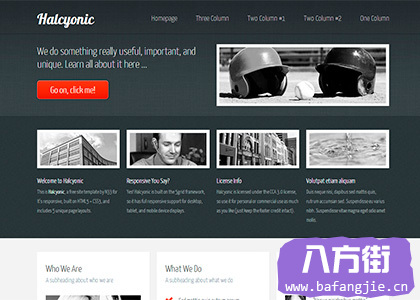 Halcyonic
Homepage Three Column Two Column #1 Two Column #2 One Column
We do something really useful, important, and
unique. Learn all about it here ...
Go on, click me!
Welcome to Halcyonic
This is Halcyonic, a free site template by
It's responsive, built on HTML5 + CSS3, and
includes 5 unique page layouts.
Responsive You Say?
Yes! Halcyonic is built on the 5grid framework,
so it has full responsive support for desktop,
tablet, and mobile device displays.
License Info
Halcyonic is licensed under the CCA 3.0 license,
so use it for personal or commercial use as much
as you like (just keep the footer credit intact).
Volutpat etiam aliquam
Duis neque nisi, dapibus sed mattis quis,
rutrum accumsan sed. Suspendisse eu
varius nibh. Suspendisse vitae magna eget odio amet
mollis.
Who We Are
A subheading about who we are
What We Do
A subheading about what we do
八方街
www.bafangjie.cn